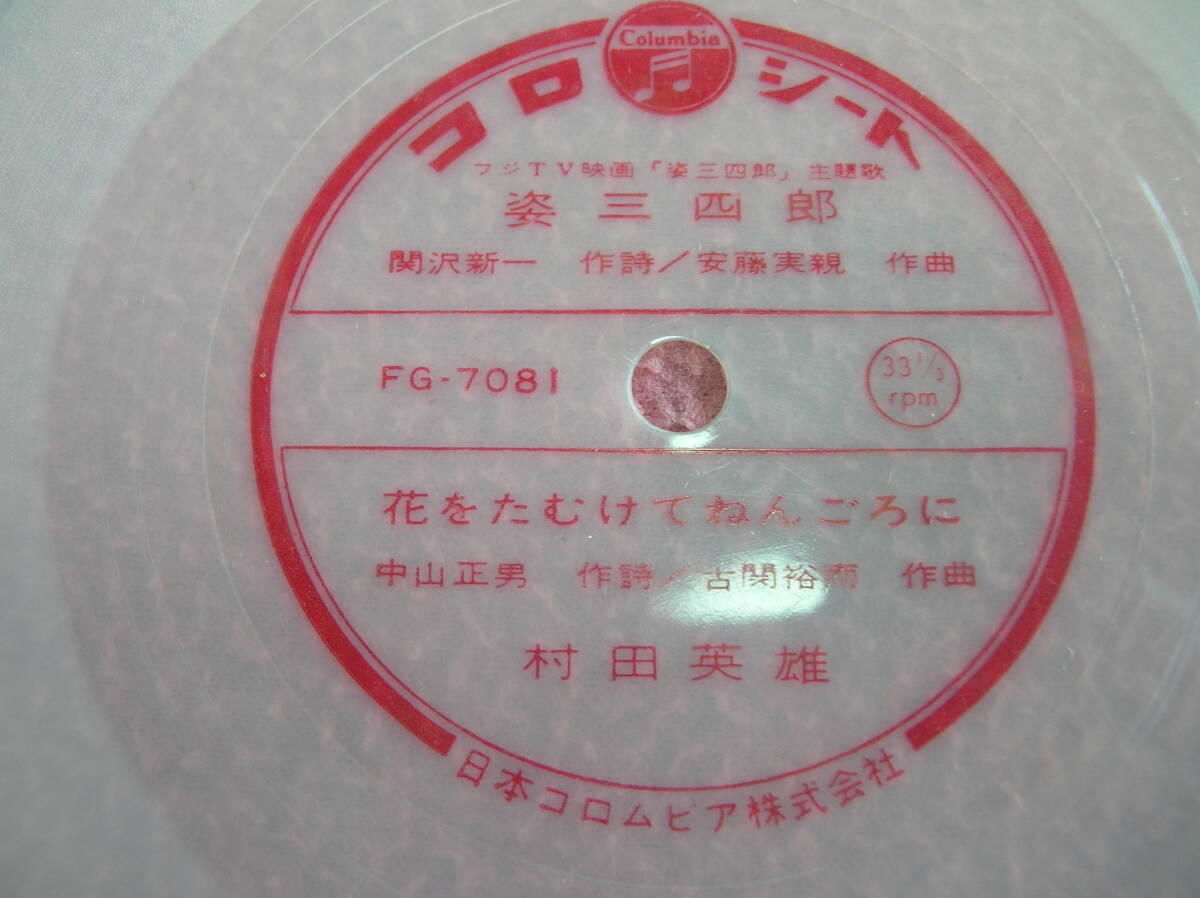 Columbia
コロシート
フジTV映画「姿三四郎」主題歌
姿三四郎
関沢新一 作詩/安藤実親 作曲
FG-7081
33 1/3
rpm
花をたむけてねんごろに
中山正男 作詩/古関裕而 作曲
村田英雄
日本コロムビア株式会社